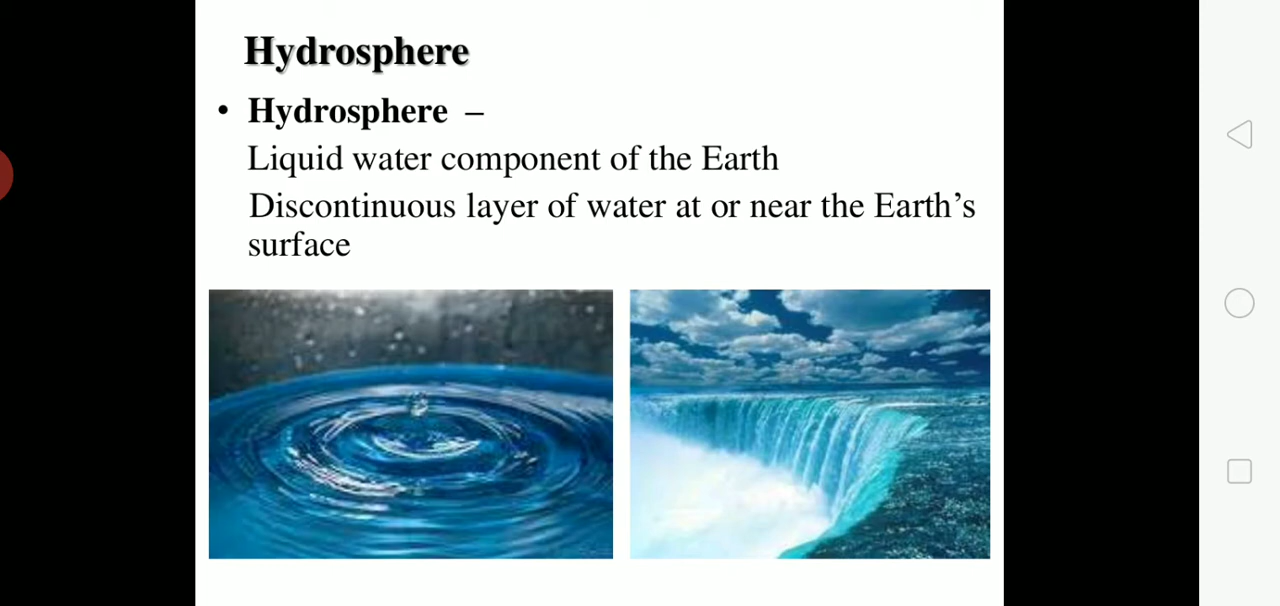 Hydrosphere
• Hydrosphere –
Liquid water component of the Earth
Discontinuous layer of water at or near the Earth’s
surface